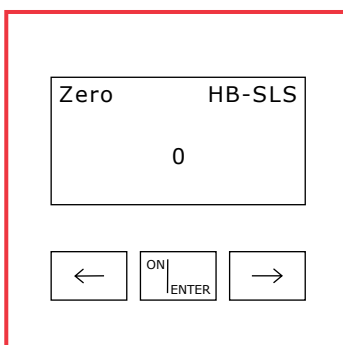 Zero HB-SLS
0
← ON ENTER →